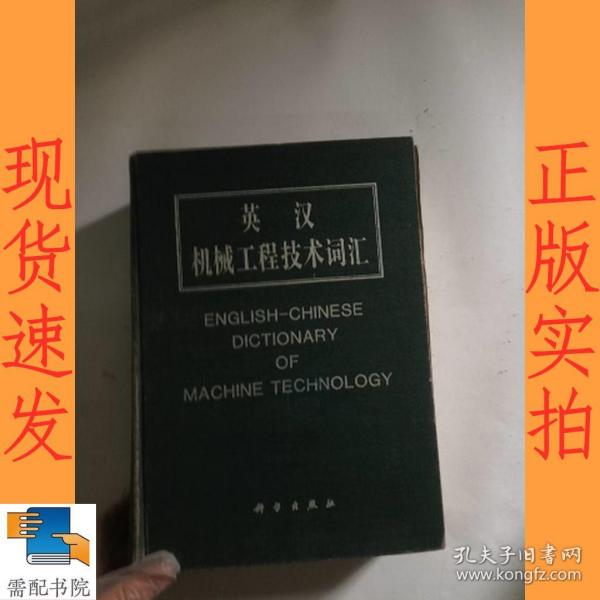 现货速发
正版实拍
英汉
机械工程技术词汇
ENGLISH-CHINESE
DICTIONARY
OF
MACHINE TECHNOLOGY
科学出版社
需配书院
孔夫子旧书网
www.kongfz.com